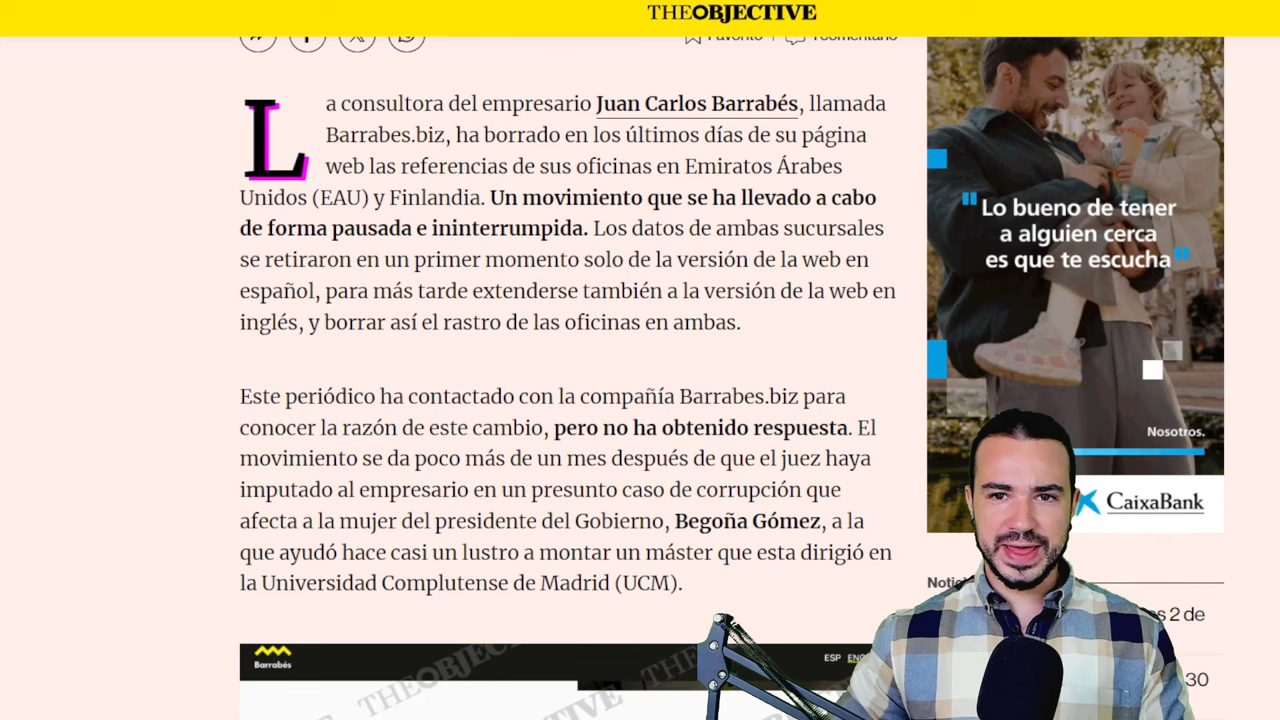 THEOBJECTIVE
La consultora del empresario Juan Carlos Barrabés, llamada
Barrabes.biz, ha borrado en los últimos días de su página
web las referencias de sus oficinas en Emiratos Árabes
Unidos (EAU) y Finlandia. Un movimiento que se ha llevado a cabo
de forma pausada e ininterrumpida. Los datos de ambas sucursales
se retiraron en un primer momento solo de la versión de la web en
español, para más tarde extenderse también a la versión de la web en
inglés, y borrar así el rastro de las oficinas en ambas.
Este periódico ha contactado con la compañía Barrabes.biz para
conocer la razón de este cambio, pero no ha obtenido respuesta. El
movimiento se da poco más de un mes después de que el juez haya
imputado al empresario en un presunto caso de corrupción que
afecta a la mujer del presidente del Gobierno, Begoña Gómez, a la
que ayudó hace casi un lustro a montar un máster que esta dirigió en
la Universidad Complutense de Madrid (UCM).
Barrabés
ESP
THEOBJECTIVE
"Lo bueno de tener
a alguien cerca
es que te escucha"
Nosotros.
CaixaBank
2 de
30